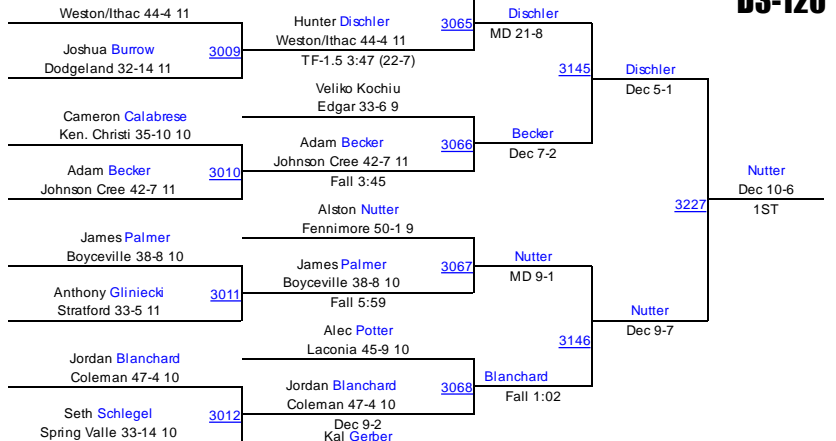 DS-120
Weston/Ithac 44-4 11
3009
Joshua Burrow
Dodgeland 32-14 11
Cameron Calabrese
Ken. Christi 35-10 10
3010
Adam Becker
Johnson Cree 42-7 11
James Palmer
Boyceville 38-8 10
3011
Anthony Gliniecki
Stratford 33-5 11
Jordan Blanchard
Coleman 47-4 10
3012
Seth Schlegel
Spring Valle 33-14 10
Hunter Dischler
Weston/Ithac 44-4 11
TF-1.5 3:47 (22-7)
3065
Veliko Kochiu
Edgar 33-6 9
3066
Adam Becker
Johnson Cree 42-7 11
Fall 3:45
Alston Nutter
Fennimore 50-1 9
3067
James Palmer
Boyceville 38-8 10
Fall 5:59
Alec Potter
Laconia 45-9 10
3068
Jordan Blanchard
Coleman 47-4 10
Dec 9-2
Kal Gerber
Dischler
MD 21-8
3145
Becker
Dec 7-2
Nutter
MD 9-1
3146
Blanchard
Fall 1:02
Dischler
Dec 5-1
3227
Nutter
Dec 9-7
Nutter
Dec 10-6
1ST